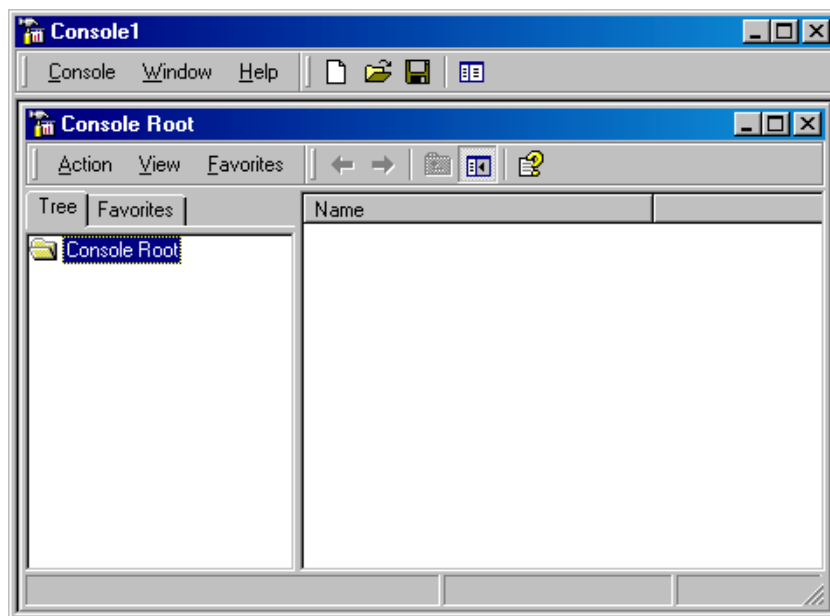 Console1
Console Window Help
Console Root
Action View Favorites
Tree Favorites
Name
Console Root